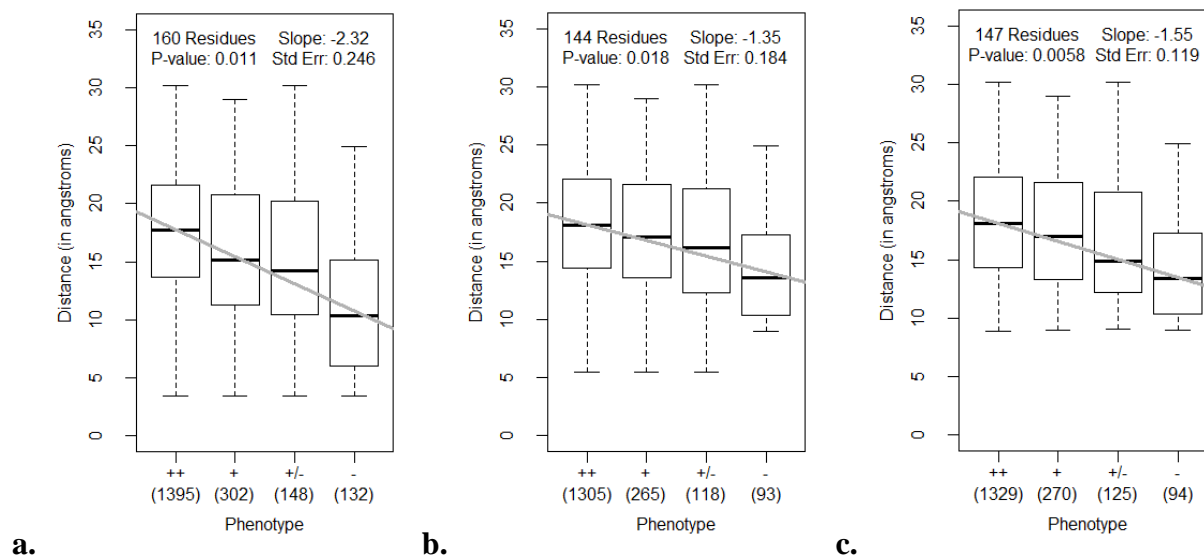 160 Residues Slope: -2.32
P-value: 0.011 Std Err: 0.246
Distance (in angstroms)
35
30
25
20
15
10
5
0
++ + +/- -
(1395) (302) (148) (132)
Phenotype
a.
144 Residues Slope: -1.35
P-value: 0.018 Std Err: 0.184
Distance (in angstroms)
35
30
25
20
15
10
5
0
++ + +/- -
(1305) (265) (118) (93)
Phenotype
b.
147 Residues Slope: -1.55
P-value: 0.0058 Std Err: 0.119
Distance (in angstroms)
35
30
25
20
15
10
5
0
++ + +/- -
(1329) (270) (125) (94)
Phenotype
c.